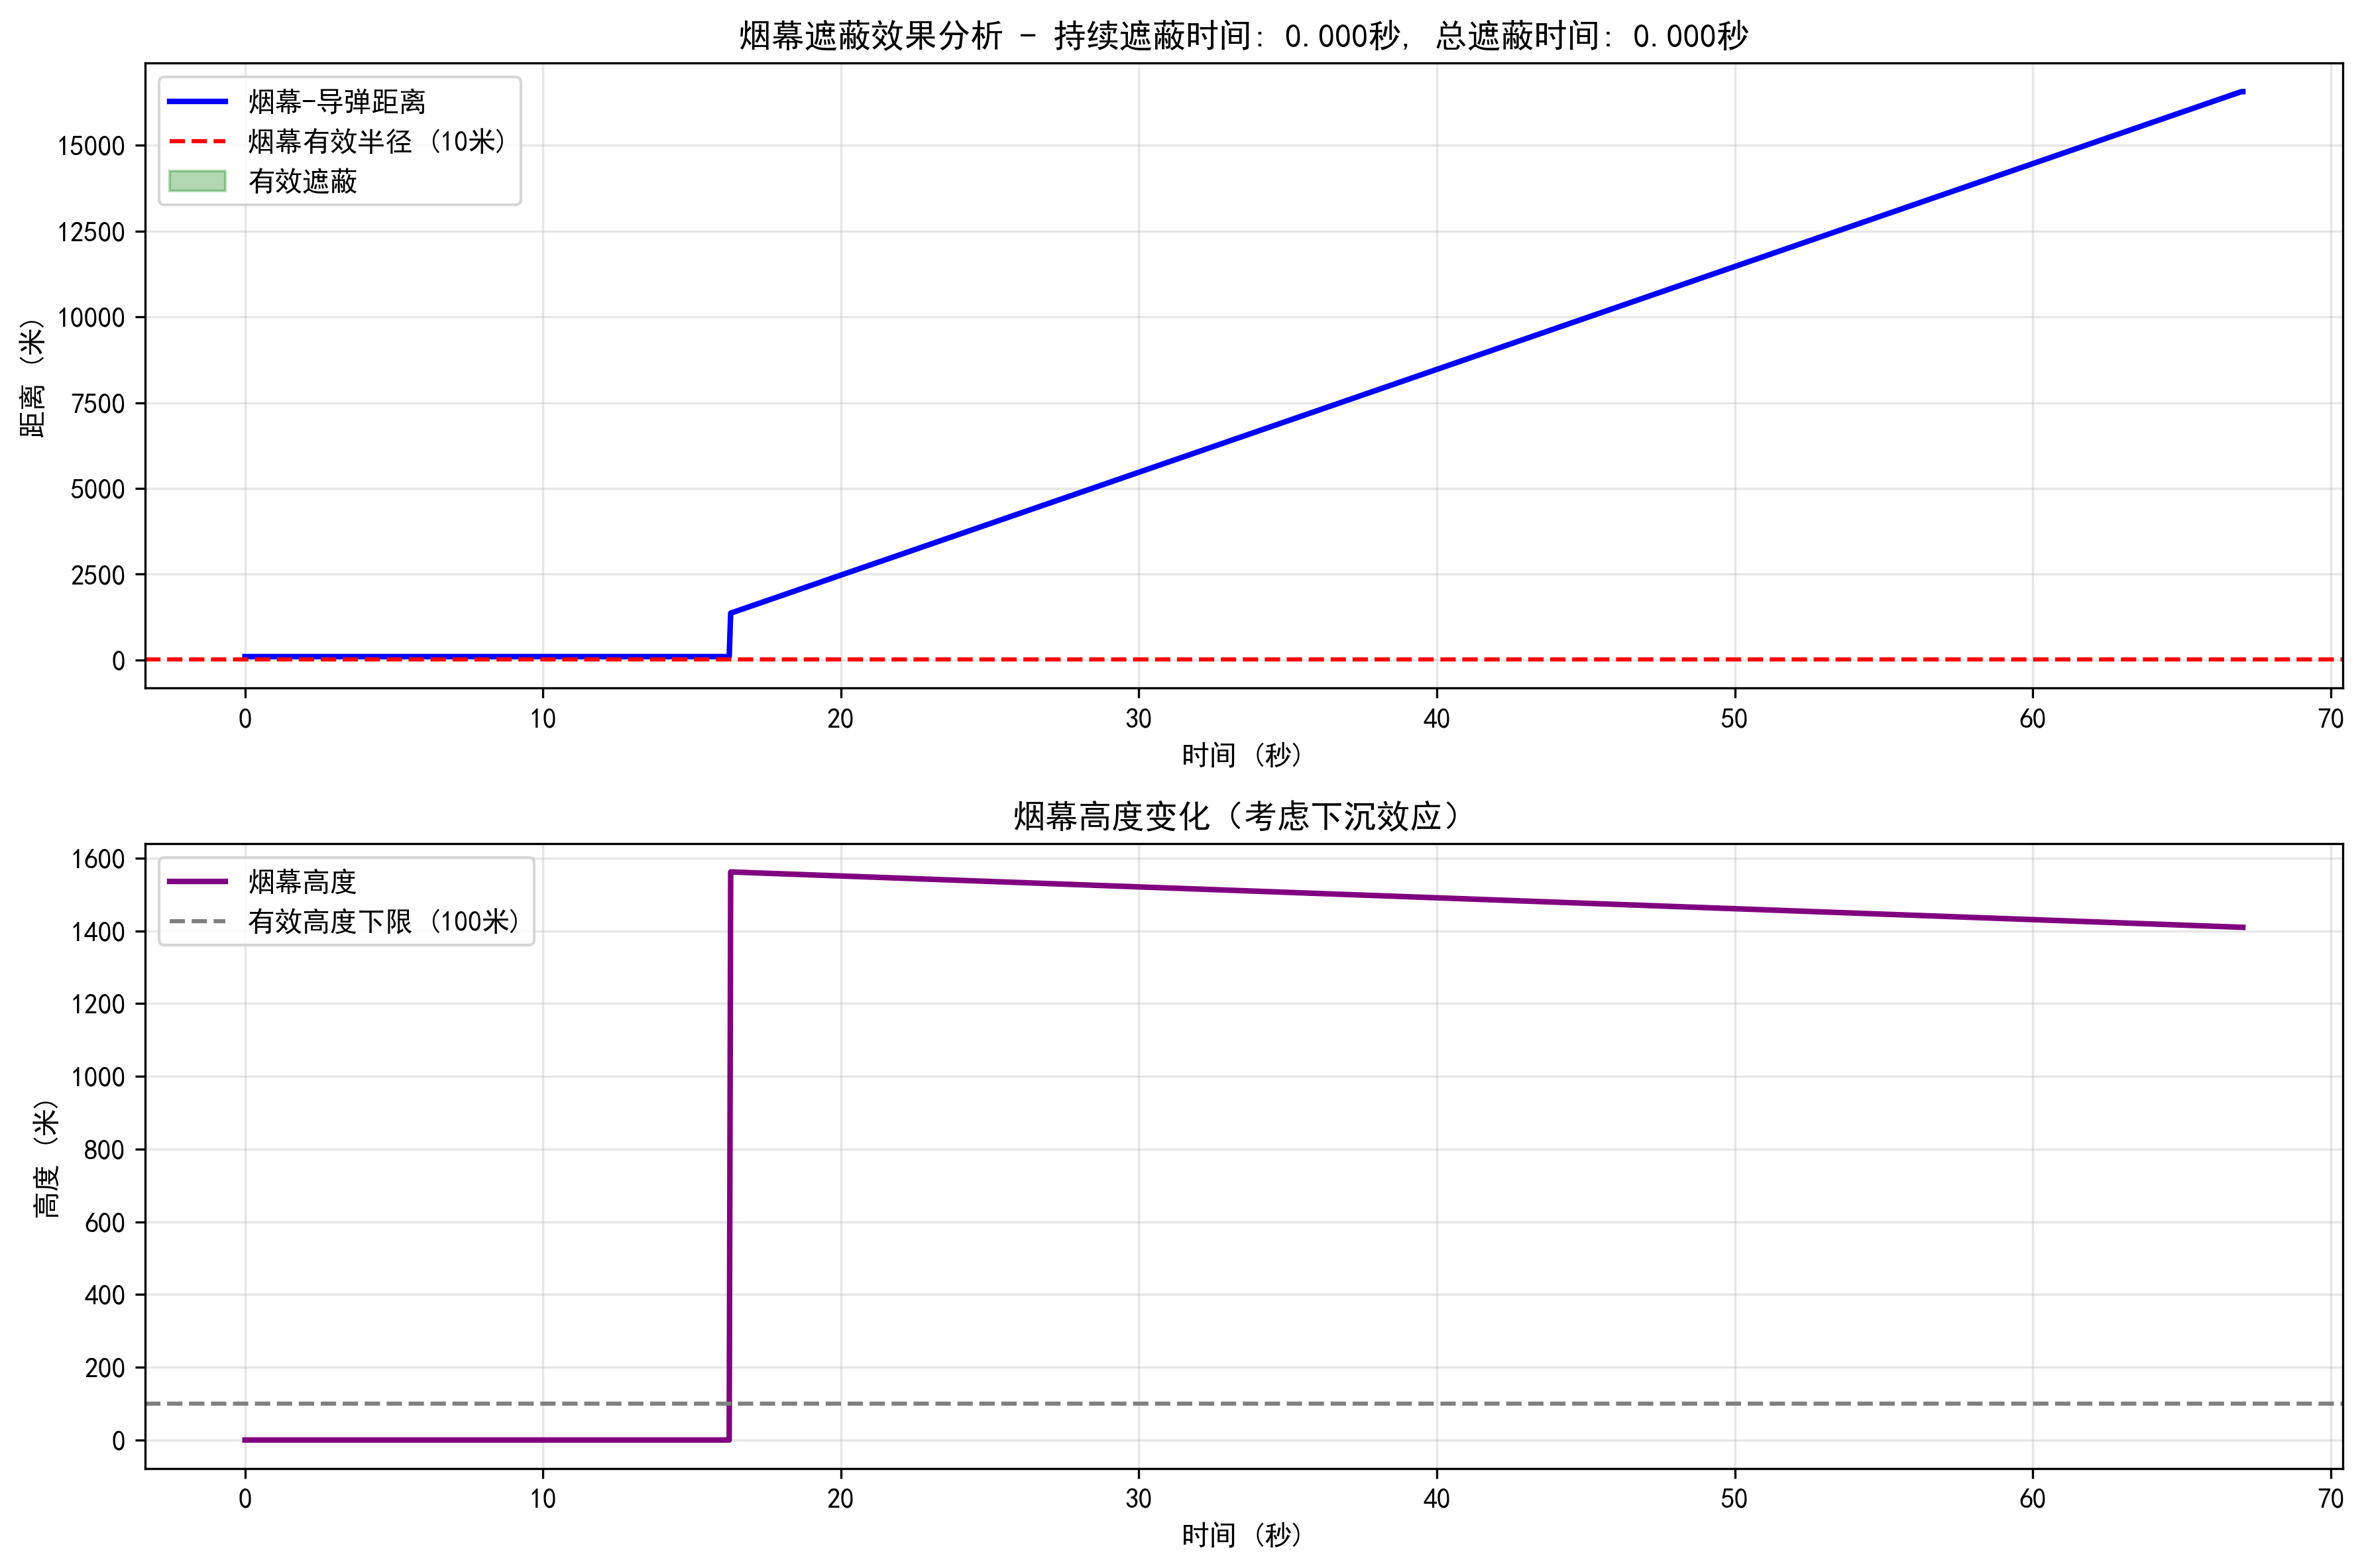 烟幕遮蔽效果分析 - 持续遮蔽时间: 0.000秒, 总遮蔽时间: 0.000秒
烟幕-导弹距离
烟幕有效半径 (10米)
有效遮蔽
距离 (米)
15000
12500
10000
7500
5000
2500
0
0 10 20 30 40 50 60 70
时间 (秒)
烟幕高度变化（考虑下沉效应）
烟幕高度
有效高度下限 (100米)
高度 (米)
1600
1400
1200
1000
800
600
400
200
0
0 10 20 30 40 50 60 70
时间 (秒)